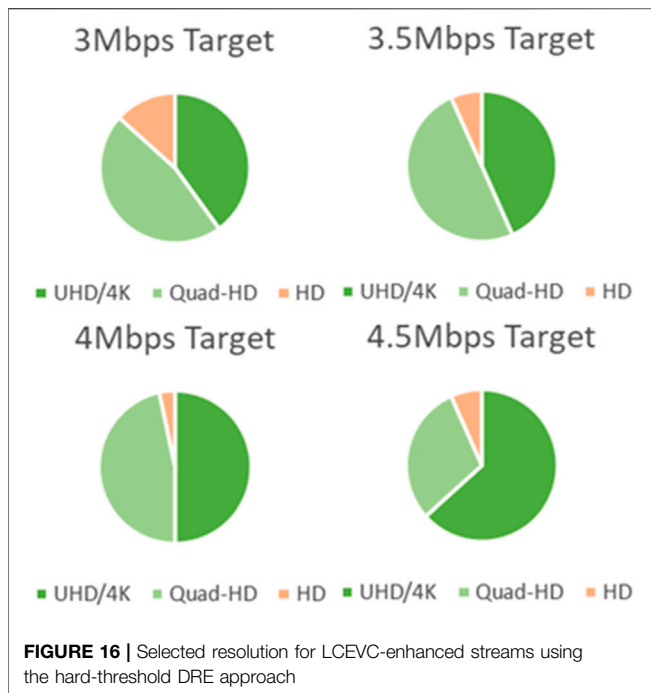 3Mbps Target
3.5Mbps Target
UHD/4K Quad-HD HD
UHD/4K Quad-HD HD
4Mbps Target
4.5Mbps Target
UHD/4K Quad-HD HD
UHD/4K Quad-HD HD
FIGURE 16 | Selected resolution for LCEVC-enhanced streams using
the hard-threshold DRE approach